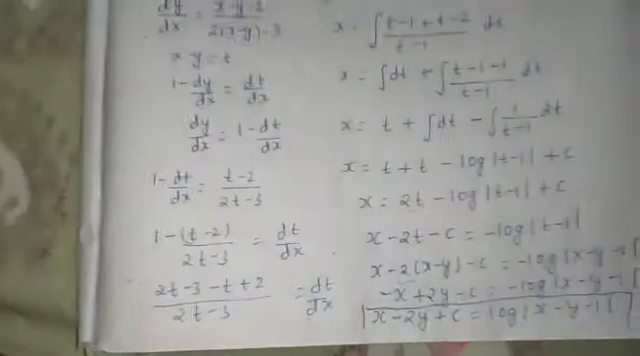 dy/dx = x-y-2/2(x-y)-3
x-y = t
1-dy/dx = dt/dx
dy/dx = 1-dt/dx
1-dt/dx = t-2/2t-3
1-(t-2)/2t-3 = dt/dx
2t-3-t+2/2t-3 = dt/dx
x = ∫ t-1+t-2/t-1 dt
x = ∫dt + ∫ t-1-1/t-1 dt
x = t + ∫dt - ∫ 1/t-1 dt
x = t+t - log|t-1| + c
x = 2t - log|t-1| + c
x-2t-c = -log|t-1|
x-2(x-y)-c = -log|x-y-1|
-x+2y-c = -log|x-y-1|
x-2y+c = log|x-y-1|